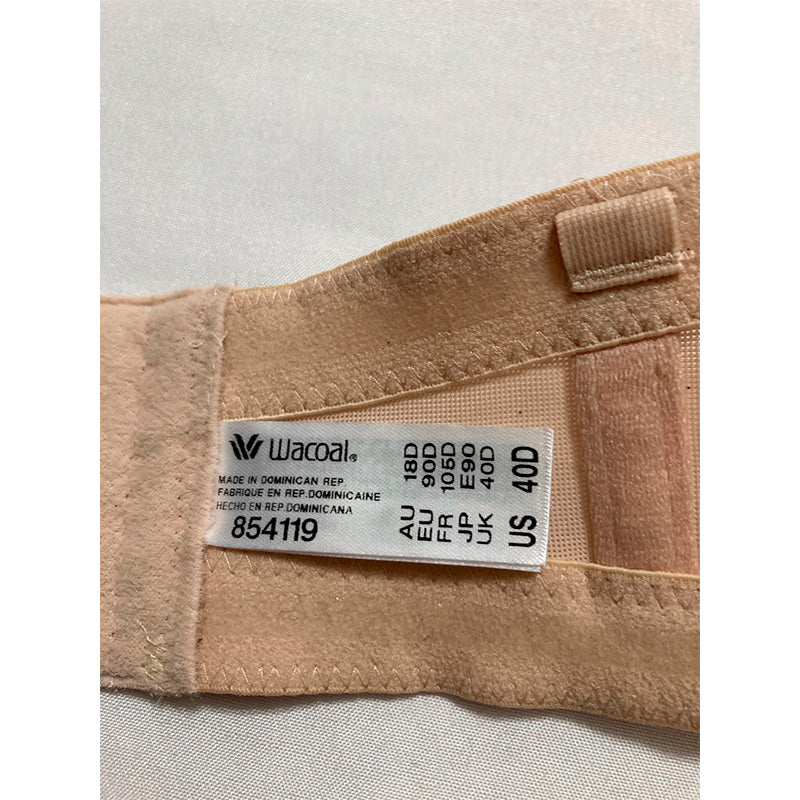 Wacoal®
MADE IN DOMINICAN REP.
FABRIQUE EN REP.DOMINICAINE
HECHO EN REP.DOMINICANA
854119
AU 18D
EU 90D
FR 105D
JP E90
UK 40D
US 40D